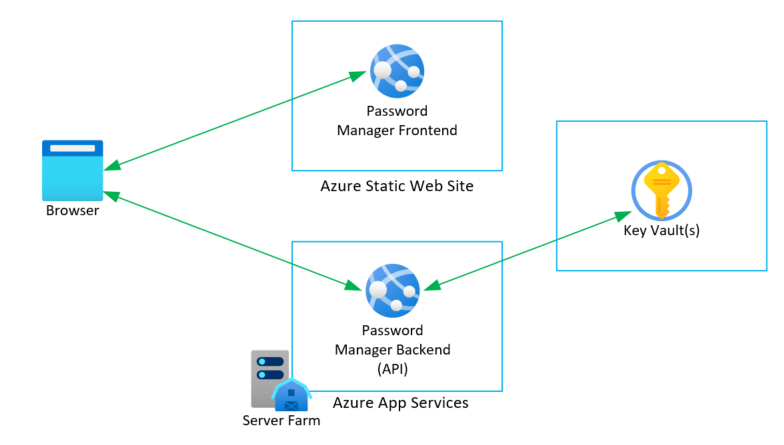 Password
Manager Frontend
Azure Static Web Site
Browser
Key Vault(s)
Password
Manager Backend
(API)
Azure App Services
Server Farm